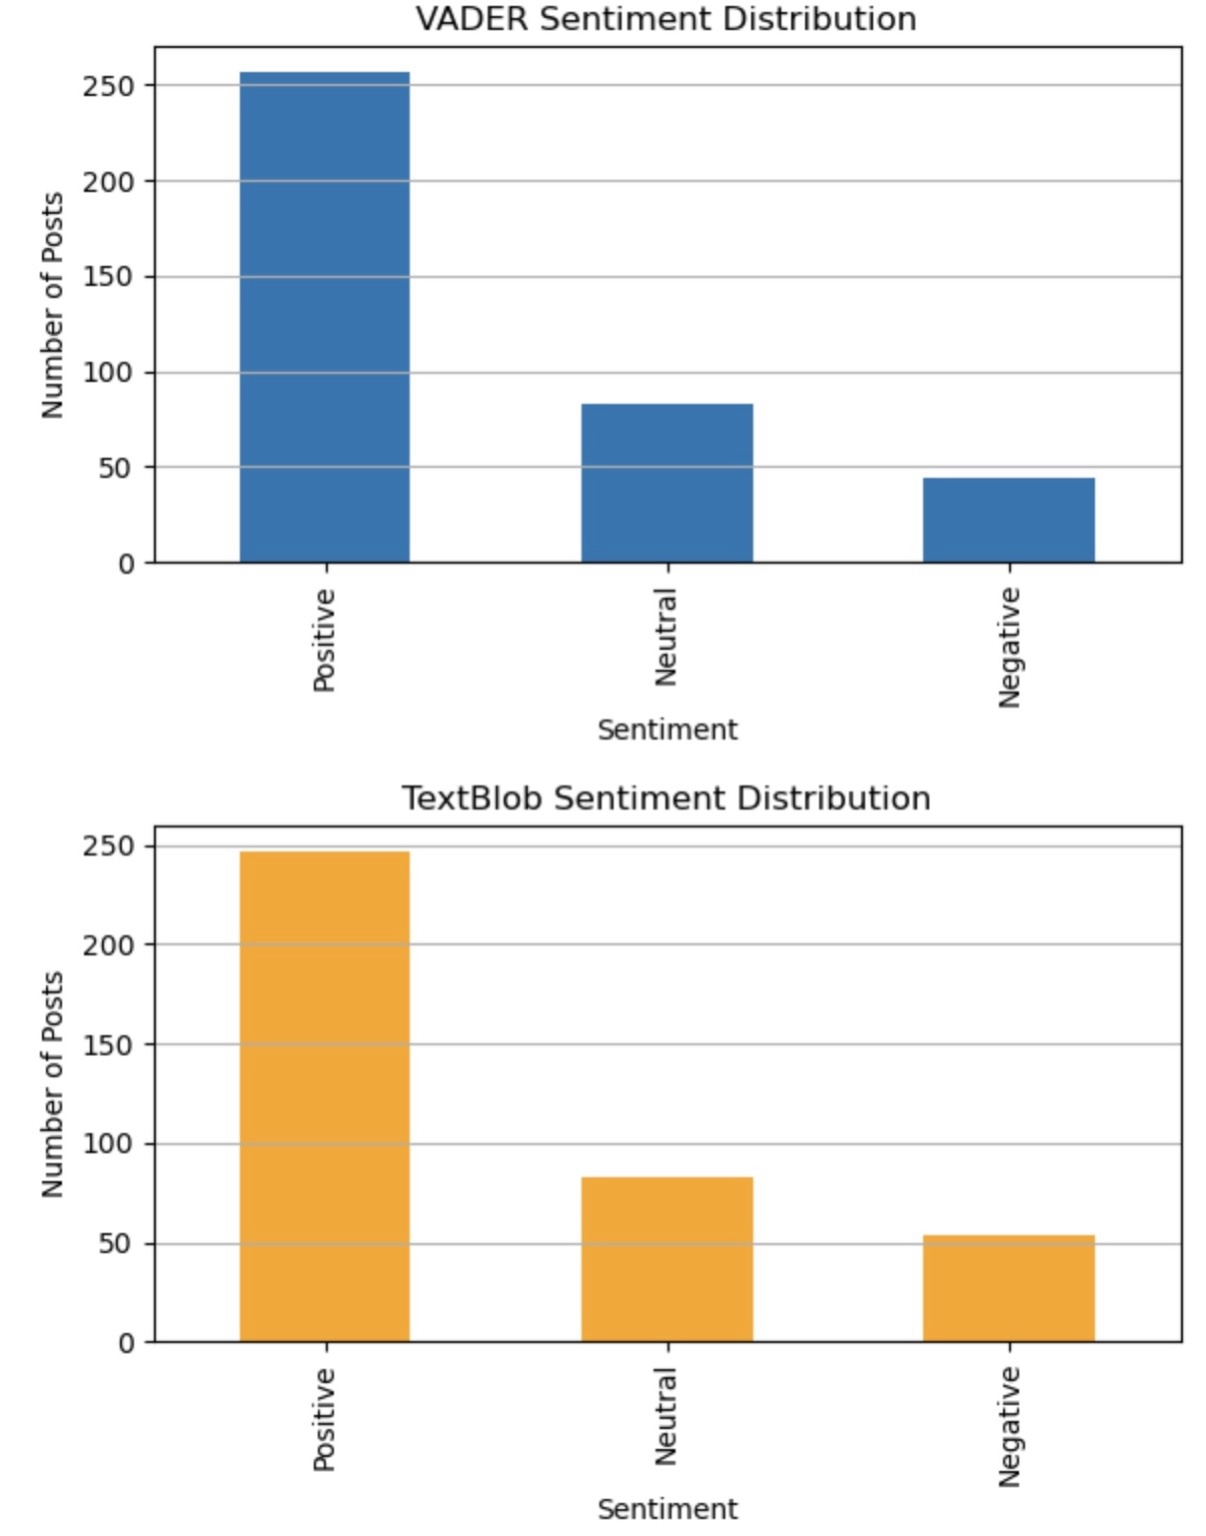 VADER Sentiment Distribution
250
200
150
100
50
0
Number of Posts
Positive
Neutral
Negative
Sentiment
TextBlob Sentiment Distribution
250
200
150
100
50
0
Number of Posts
Positive
Neutral
Negative
Sentiment